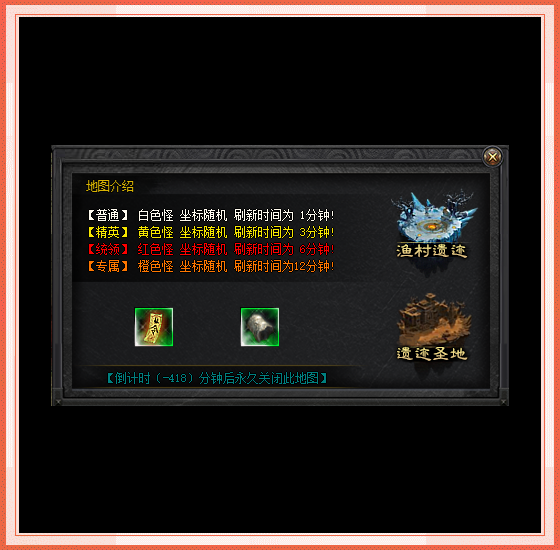 地图介绍
【普通】 白色怪 坐标随机 刷新时间为 1分钟!
【精英】 黄色怪 坐标随机 刷新时间为 3分钟!
【统领】 红色怪 坐标随机 刷新时间为 6分钟!
【专属】 橙色怪 坐标随机 刷新时间为12分钟!
渔村遗迹
遗迹圣地
【倒计时（-418）分钟后永久关闭此地图】